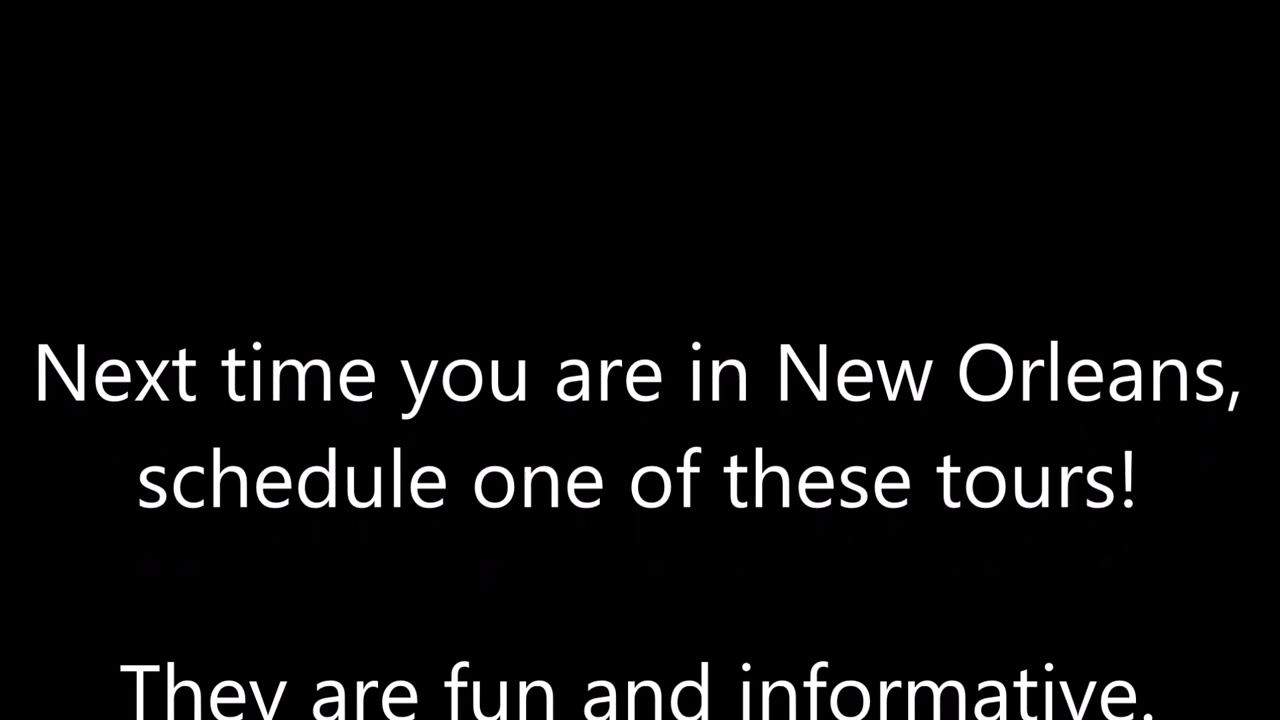 Next time you are in New Orleans,
schedule one of these tours!
They are fun and informative.